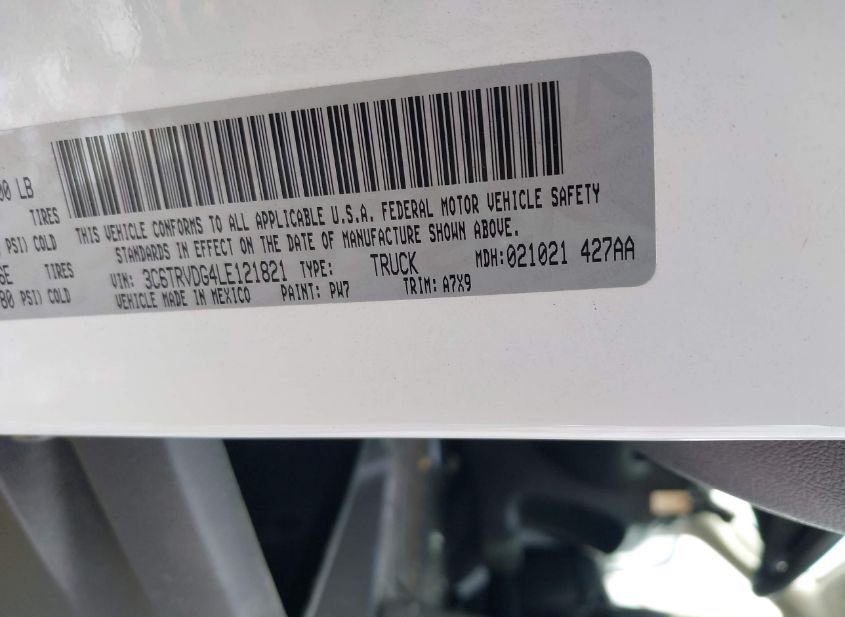 00 LB
TIRES
PSI) COLD
TIRES
80 PSI) COLD
THIS VEHICLE CONFORMS TO ALL APPLICABLE U.S.A. FEDERAL MOTOR VEHICLE SAFETY
STANDARDS IN EFFECT ON THE DATE OF MANUFACTURE SHOWN ABOVE.
VIN: 3C6TRVDG4LE121821 TYPE: TRUCK MDH:021021 427AA
VEHICLE MADE IN MEXICO PAINT: PW7 TRIM: A7X9